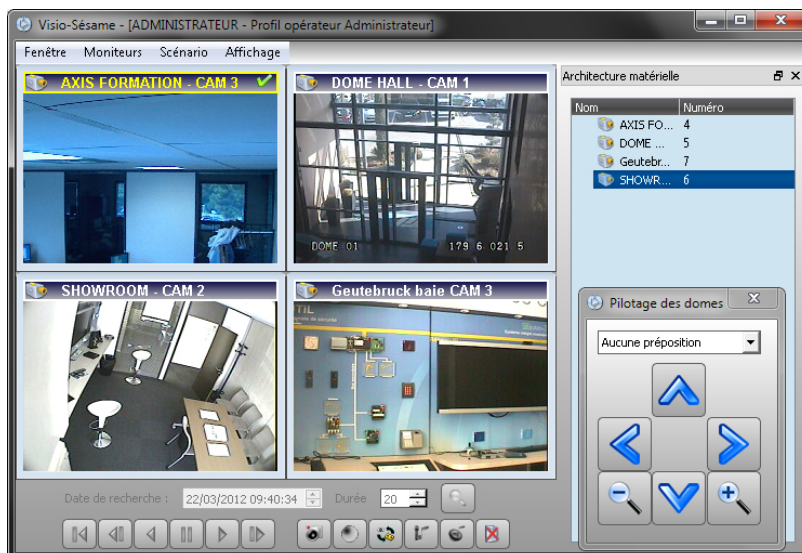 Visio-Sésame - [ADMINISTRATEUR - Profil opérateur Administrateur]
Fenêtre Moniteurs Scénario Affichage
AXIS FORMATION - CAM 3
DOME HALL - CAM 1
DOME 01 179 6 021 5
SHOWROOM - CAM 2
Geutebruck baie CAM 3
TIL
Architecture matérielle
Nom Numéro
AXIS FO... 4
DOME ... 5
Geutebr... 7
SHOWR... 6
Pilotage des domes
Aucune préposition
Date de recherche : 22/03/2012 09:40:34 Durée 20